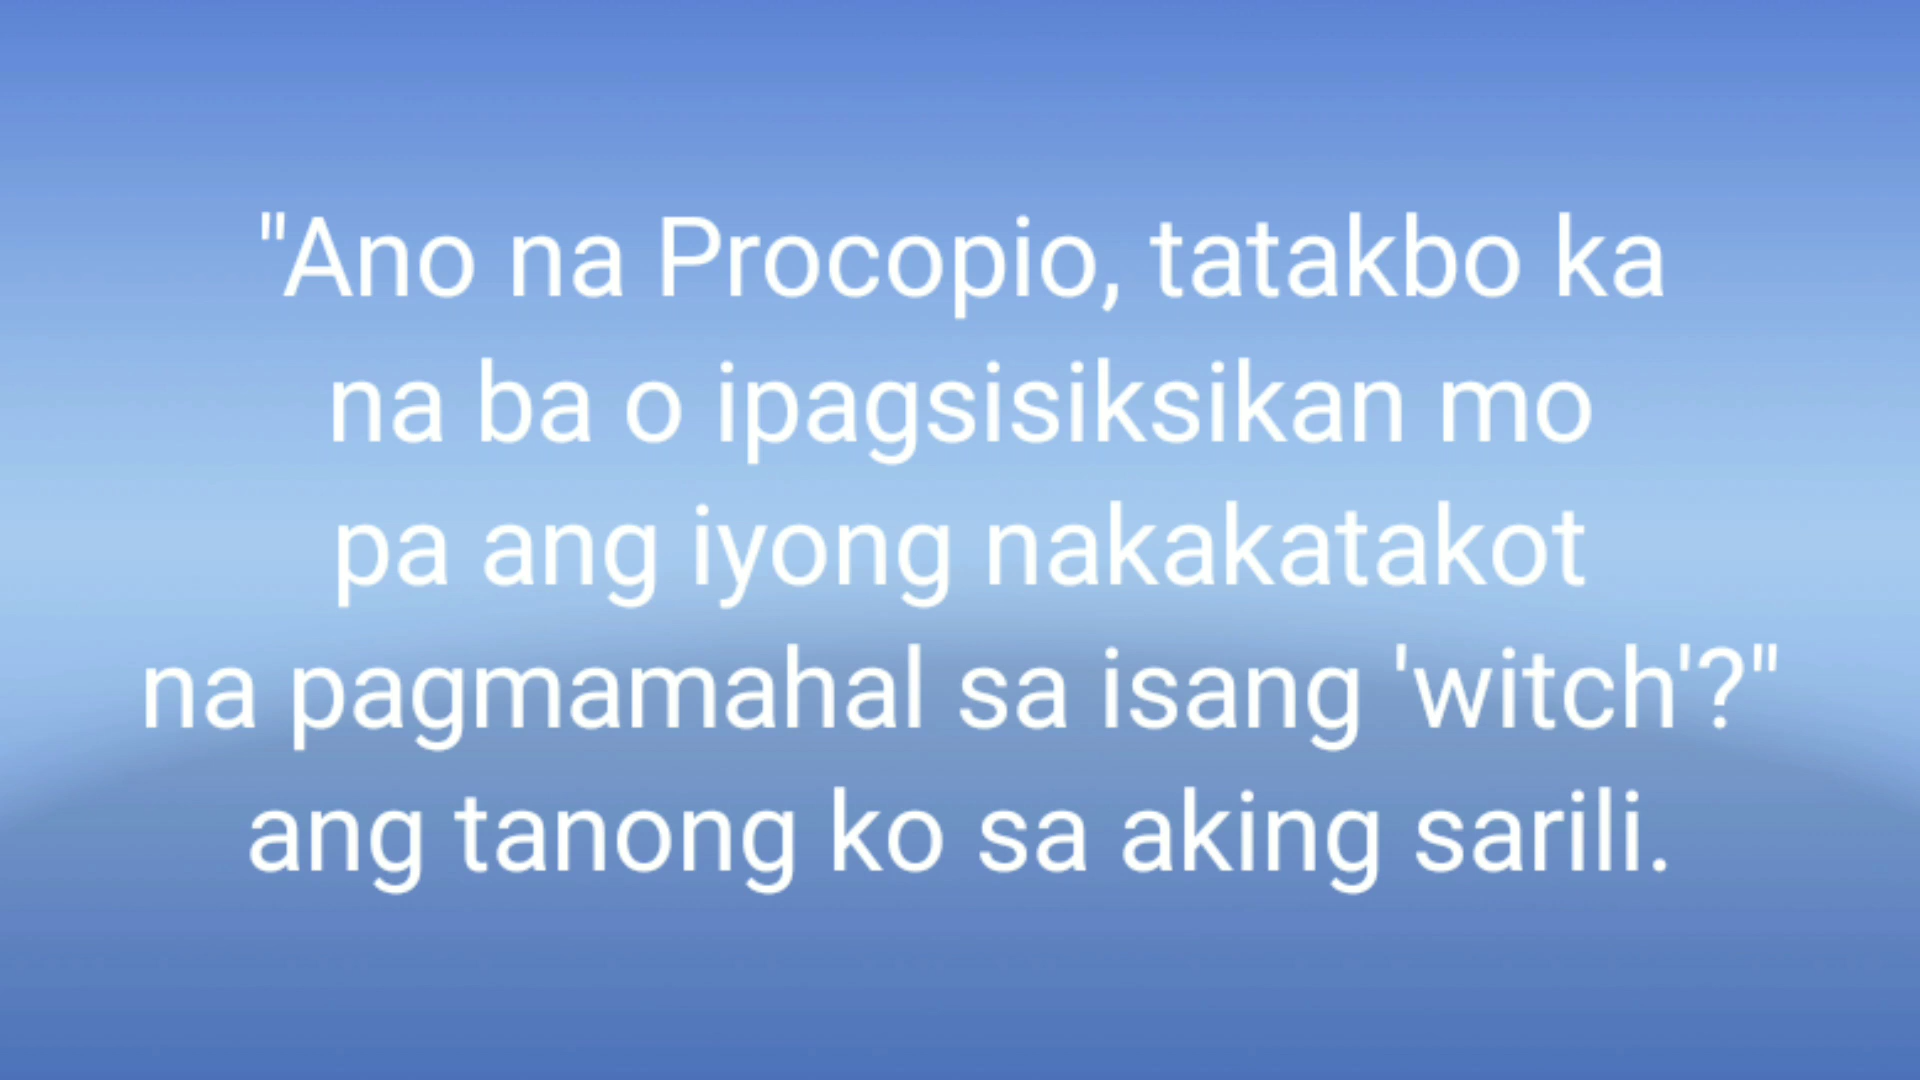 "Ano na Procopio, tatakbo ka
na ba o ipagsisiksikan mo
pa ang iyong nakakatakot
na pagmamahal sa isang 'witch'?"
ang tanong ko sa aking sarili.